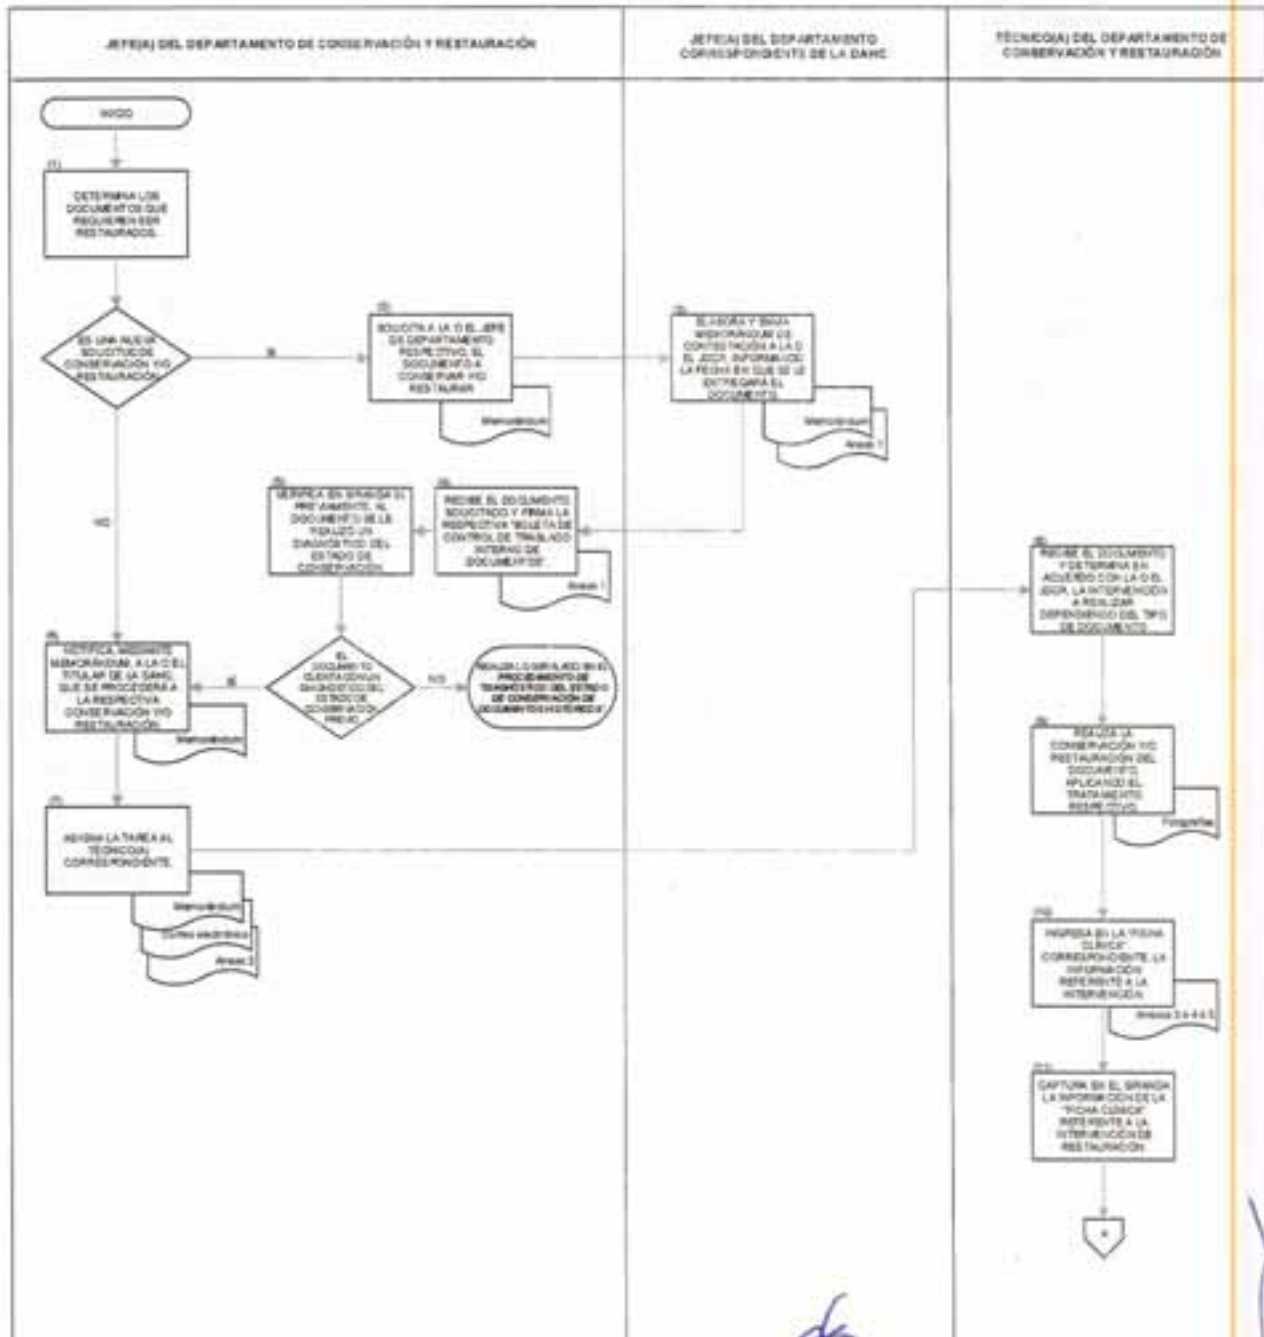 JEFE(A) DEL DEPARTAMENTO DE CONSERVACIÓN Y RESTAURACIÓN
JEFE(A) DEL DEPARTAMENTO
CORRESPONDIENTE DE LA DAHC
TÉCNICO(A) DEL DEPARTAMENTO DE
CONSERVACIÓN Y RESTAURACIÓN
INICIO
(1)
DETERMINA LOS
DOCUMENTOS QUE
REQUIEREN SER
RESTAURADOS.
ES UNA NUEVA
SOLICITUD DE
CONSERVACIÓN Y/O
RESTAURACIÓN
SI
NO
SOLICITA A LA O EL JEFE
DE DEPARTAMENTO
RESPECTIVO, EL
DOCUMENTO A
CONSERVAR Y/O
RESTAURAR
Memorándum
ELABORA Y ENVÍA
MEMORÁNDUM DE
CONTESTACIÓN A LA O
EL JDCR, INFORMANDO
LA FECHA EN QUE SE LE
ENTREGARÁ EL
DOCUMENTO.
Memorándum
Anexo 1
RECIBE EL DOCUMENTO
SOLICITADO Y FIRMA LA
RESPECTIVA "BOLETA DE
CONTROL DE TRASLADO
INTERNO DE
DOCUMENTOS".
Anexo 1
VERIFICA EN SIRANDA SI
PREVIAMENTE, AL
DOCUMENTO SE LE
REALIZÓ UN
DIAGNÓSTICO DEL
ESTADO DE
CONSERVACIÓN.
EL
DOCUMENTO
CUENTA CON UN
DIAGNÓSTICO DEL
ESTADO DE
CONSERVACIÓN
PREVIO
SI
NO
REALIZA LO SEÑALADO EN EL
PROCEDIMIENTO DE
"DIAGNÓSTICO DEL ESTADO
DE CONSERVACIÓN DE
DOCUMENTOS HISTÓRICOS"
NOTIFICA, MEDIANTE
MEMORÁNDUM, A LA O EL
TITULAR DE LA DAHC,
QUE SE PROCEDERÁ A
LA RESPECTIVA
CONSERVACIÓN Y/O
RESTAURACIÓN.
Memorándum
ASIGNA LA TAREA AL
TÉCNICO(A)
CORRESPONDIENTE.
Memorándum
Correo electrónico
Anexo 2
RECIBE EL DOCUMENTO
Y DETERMINA EN
ACUERDO CON LA O EL
JDCR, LA INTERVENCIÓN
A REALIZAR
DEPENDIENDO DEL TIPO
DE DOCUMENTO
REALIZA LA
CONSERVACIÓN Y/O
RESTAURACIÓN DEL
DOCUMENTO,
APLICANDO EL
TRATAMIENTO
RESPECTIVO.
Fotografías
(10)
INGRESA EN LA "FICHA
CLÍNICA"
CORRESPONDIENTE, LA
INFORMACIÓN
REFERENTE A LA
INTERVENCIÓN.
Anexos 3 ó 4 ó 5
(11)
CAPTURA EN EL SIRANDA
LA INFORMACIÓN DE LA
"FICHA CLÍNICA"
REFERENTE A LA
INTERVENCIÓN DE
RESTAURACIÓN.